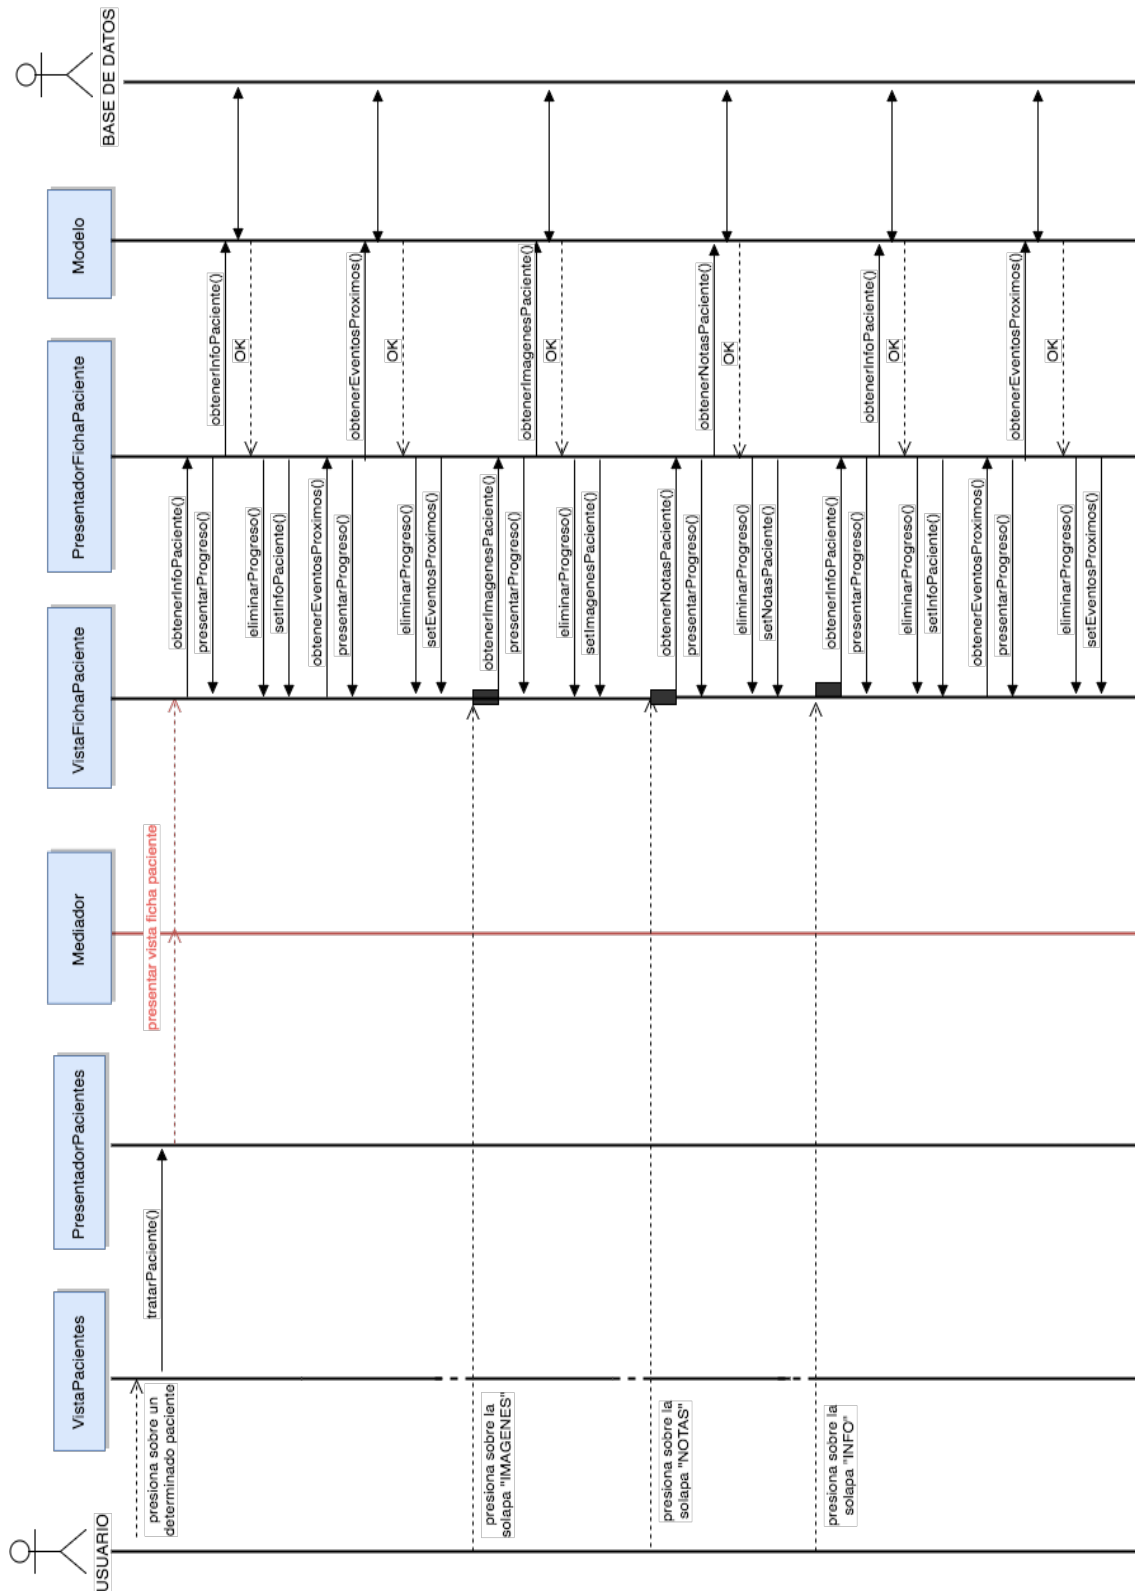 USUARIO
VistaPacientes
PresentadorPacientes
Mediador
VistaFichaPaciente
PresentadorFichaPaciente
Modelo
BASE DE DATOS
presiona sobre un
determinado paciente
tratarPaciente()
presentar vista ficha paciente
obtenerInfoPaciente()
presentarProgreso()
obtenerInfoPaciente()
OK
eliminarProgreso()
setInfoPaciente()
obtenerEventosProximos()
presentarProgreso()
obtenerEventosProximos()
OK
eliminarProgreso()
setEventosProximos()
presiona sobre la
solapa "IMAGENES"
obtenerImagenesPaciente()
presentarProgreso()
obtenerImagenesPaciente()
OK
eliminarProgreso()
setImagenesPaciente()
presiona sobre la
solapa "NOTAS"
obtenerNotasPaciente()
presentarProgreso()
obtenerNotasPaciente()
OK
eliminarProgreso()
setNotasPaciente()
presiona sobre la
solapa "INFO"
obtenerInfoPaciente()
presentarProgreso()
obtenerInfoPaciente()
OK
eliminarProgreso()
setInfoPaciente()
obtenerEventosProximos()
presentarProgreso()
obtenerEventosProximos()
OK
eliminarProgreso()
setEventosProximos()